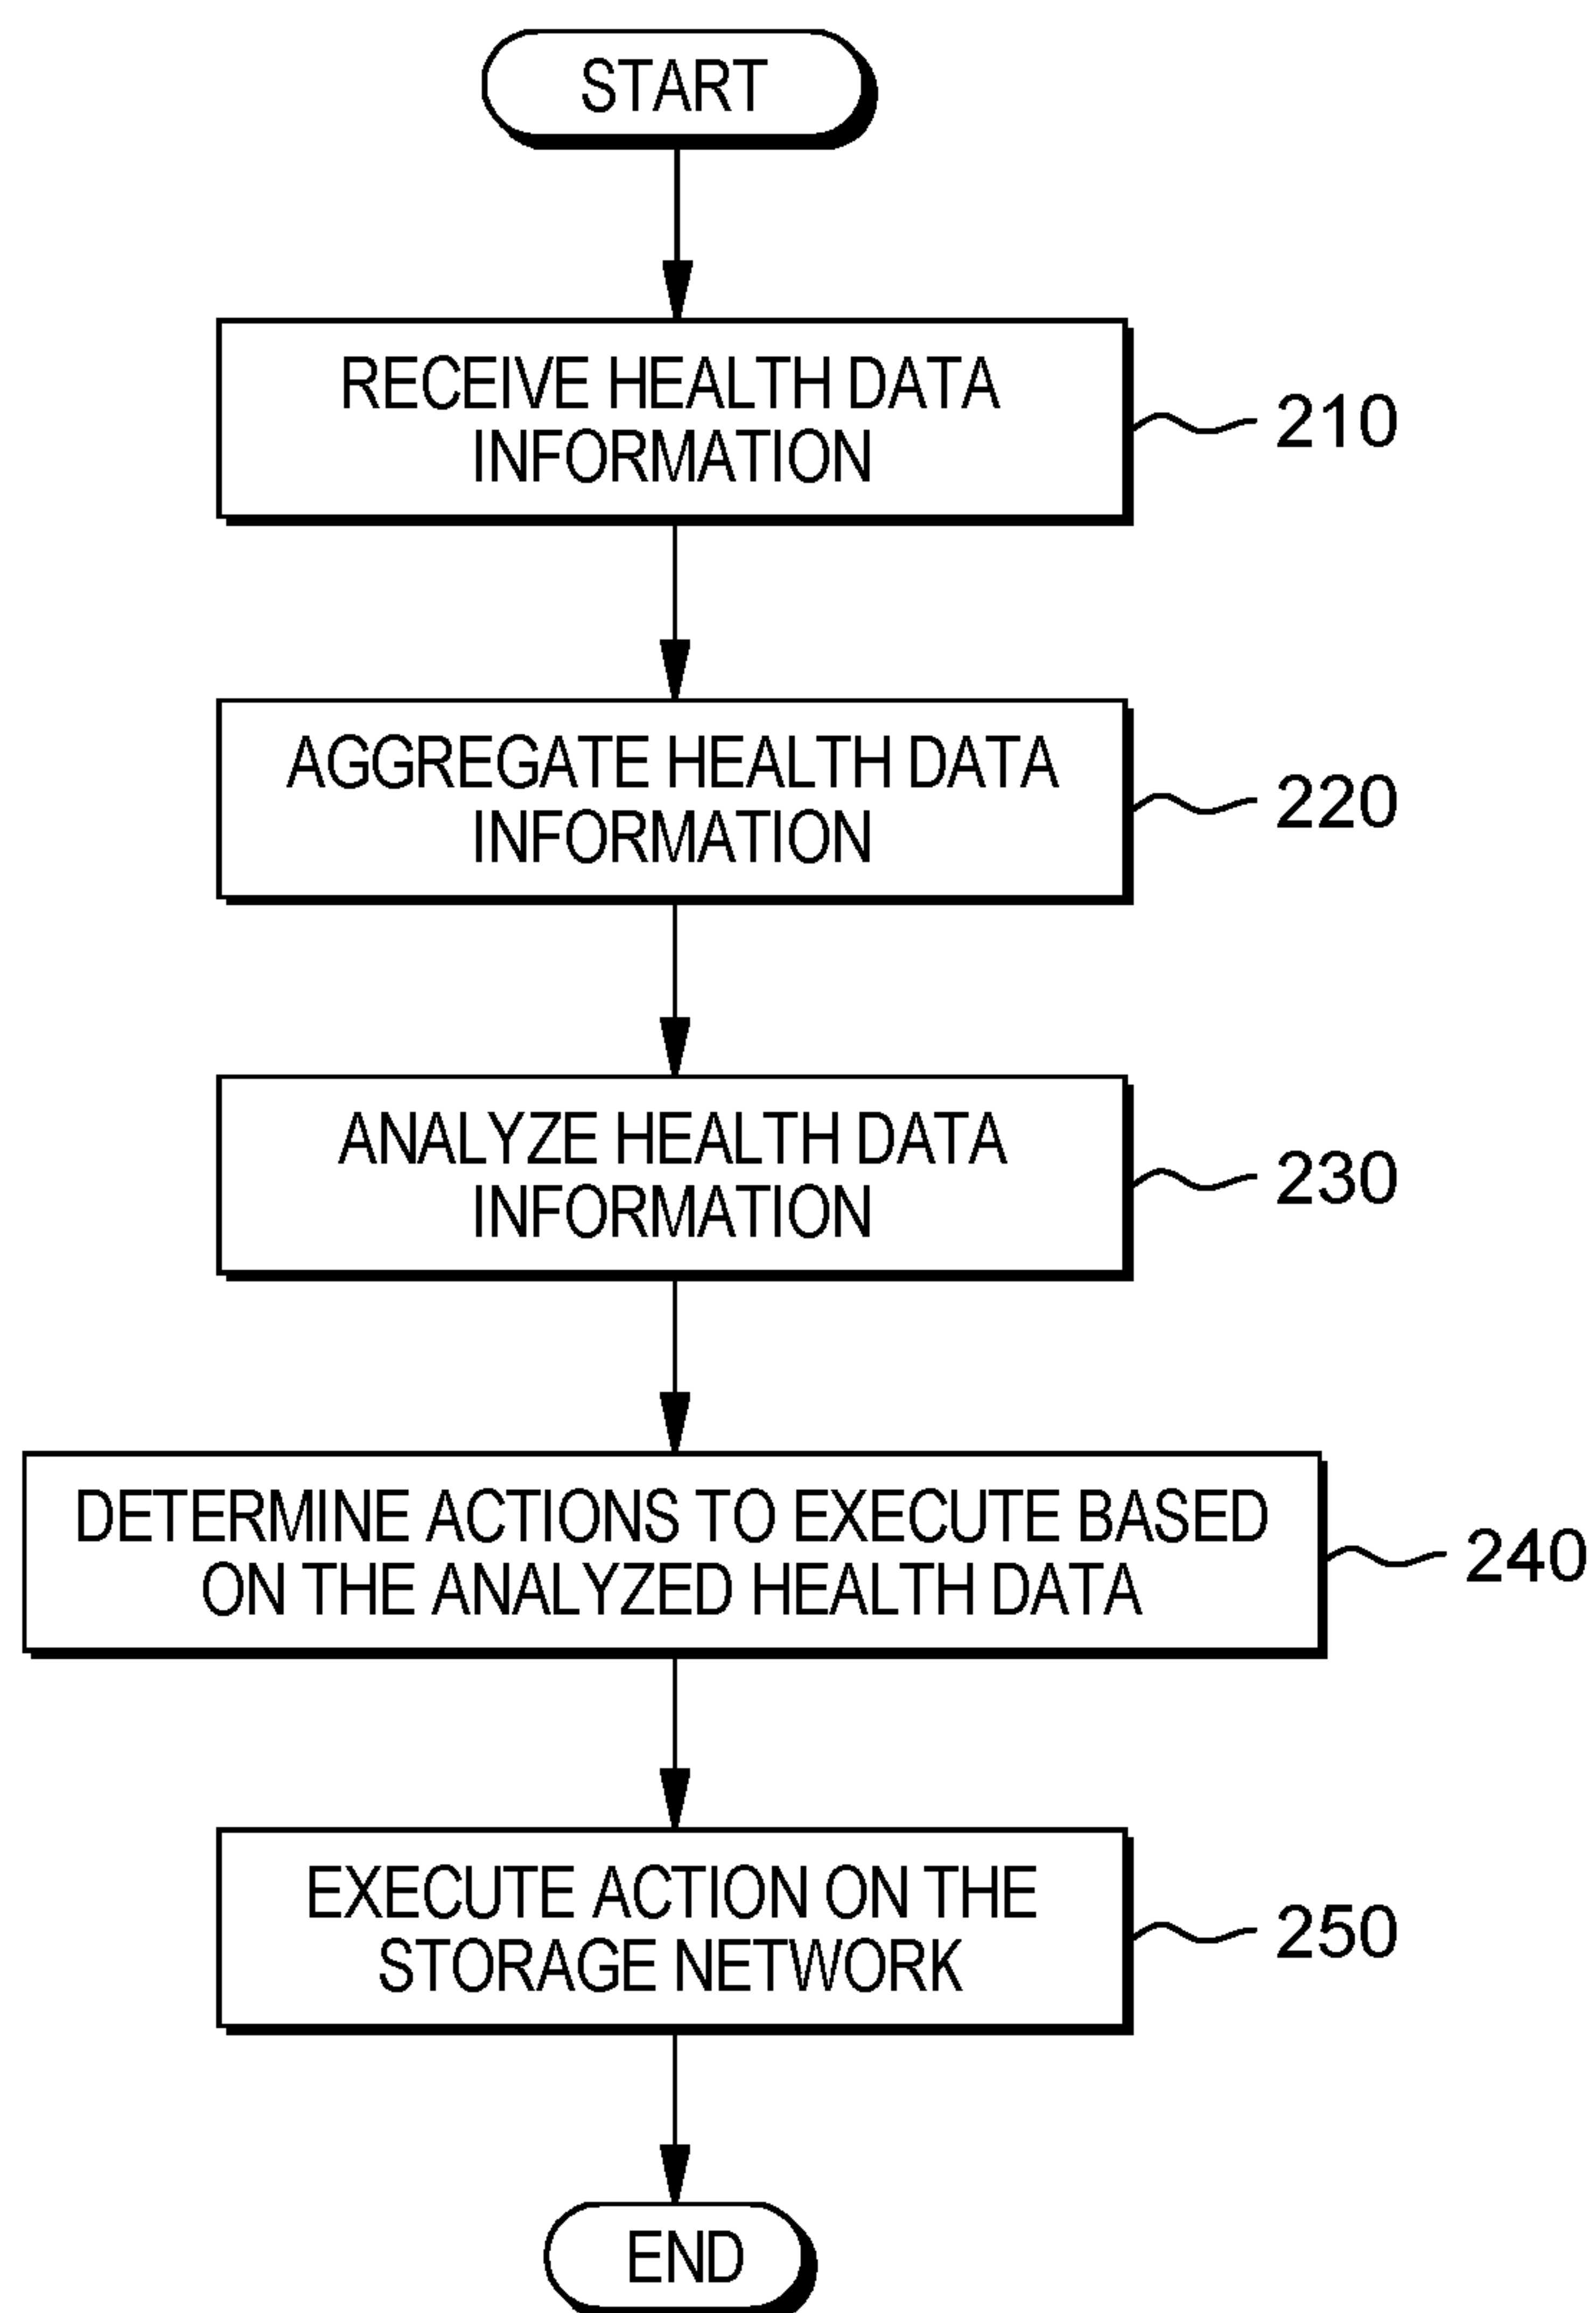 START
RECEIVE HEALTH DATA
INFORMATION
210
AGGREGATE HEALTH DATA
INFORMATION
220
ANALYZE HEALTH DATA
INFORMATION
230
DETERMINE ACTIONS TO EXECUTE BASED
ON THE ANALYZED HEALTH DATA
240
EXECUTE ACTION ON THE
STORAGE NETWORK
250
END